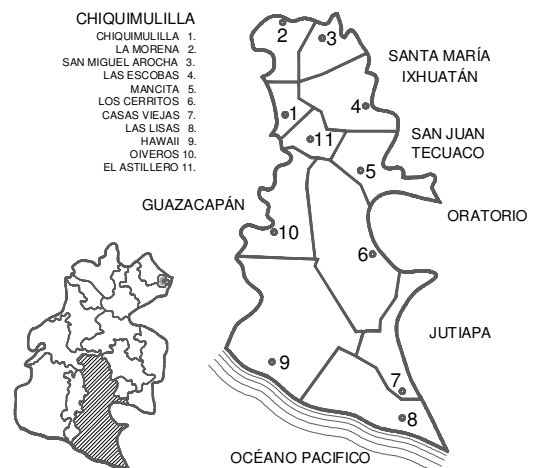 CHIQUIMULILLA
CHIQUIMULILLA 1.
LA MORENA 2.
SAN MIGUEL AROCHA 3.
LAS ESCOBAS 4.
MANCITA 5.
LOS CERRITOS 6.
CASAS VIEJAS 7.
LAS LISAS 8.
HAWAII 9.
OIVEROS 10.
EL ASTILLERO 11.
2
3
SANTA MARÍA
IXHUATÁN
4
1
11
SAN JUAN
TECUACO
5
GUAZACAPÁN
ORATORIO
10
6
JUTIAPA
9
7
8
OCÉANO PACIFICO